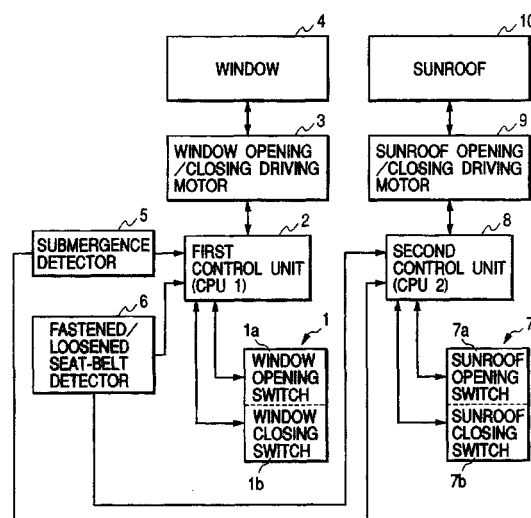 4
WINDOW
10
SUNROOF
3
WINDOW OPENING
/CLOSING DRIVING
MOTOR
9
SUNROOF OPENING
/CLOSING DRIVING
MOTOR
5
SUBMERGENCE
DETECTOR
2
FIRST
CONTROL UNIT
(CPU 1)
8
SECOND
CONTROL UNIT
(CPU 2)
6
FASTENED/
LOOSENED
SEAT-BELT
DETECTOR
1a
1
WINDOW
OPENING
SWITCH
WINDOW
CLOSING
SWITCH
1b
7a
7
SUNROOF
OPENING
SWITCH
SUNROOF
CLOSING
SWITCH
7b